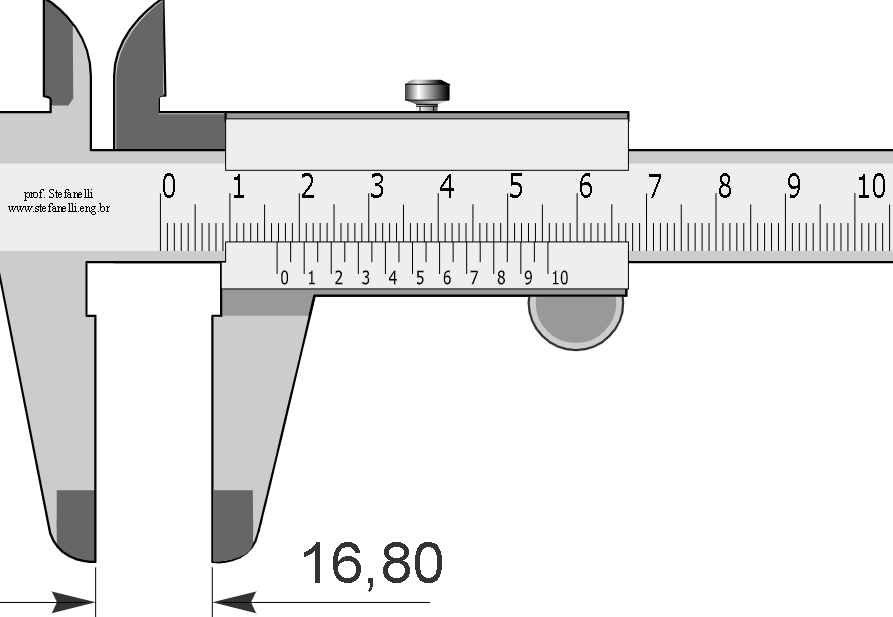 prof. Stefanelli
www.stefanelli.eng.br
0 1 2 3 4 5 6 7 8 9 10
0 1 2 3 4 5 6 7 8 9 10
16,80